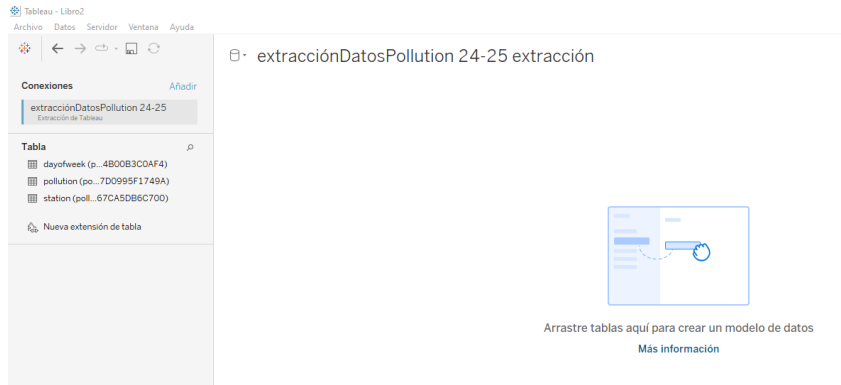 Tableau - Libro2
Archivo Datos Servidor Ventana Ayuda
extracciónDatosPollution 24-25 extracción
Conexiones Añadir
extracciónDatosPollution 24-25
Extracción de Tableau
Tabla
dayofweek (p...4B00B3C0AF4)
pollution (po...7D0995F1749A)
station (poll...67CA5DB6C700)
Nueva extensión de tabla
Arrastre tablas aquí para crear un modelo de datos
Más información